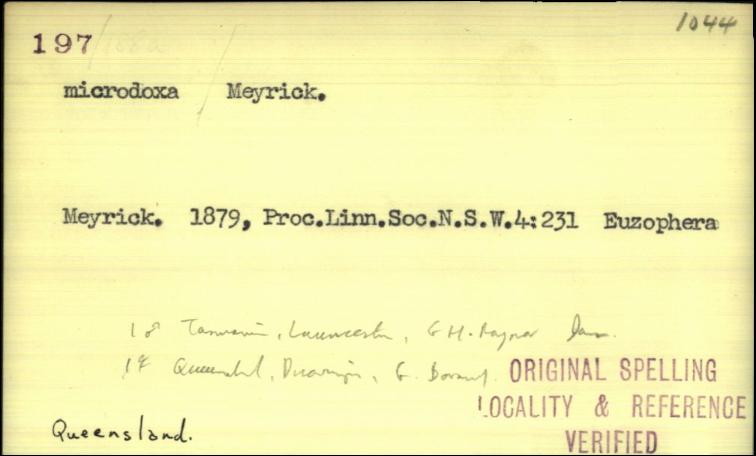 1044
197
microdoxa Meyrick.
Meyrick. 1879, Proc.Linn.Soc.N.S.W.4:231 Euzophera
1♂ Tasmania, Launceston, G.H. Raynor Jan.
1♀ Queensland, Duaringa, G. Barnard.
ORIGINAL SPELLING
LOCALITY & REFERENCE
VERIFIED
Queensland.